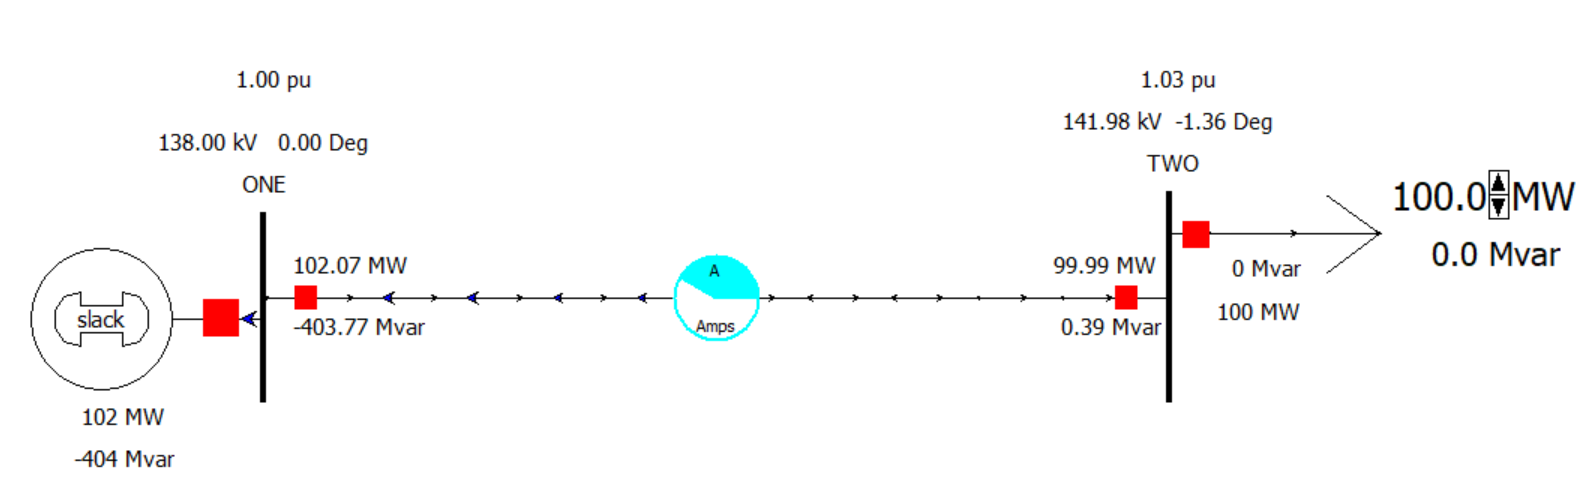 1.00 pu
138.00 kV 0.00 Deg
ONE
slack
102 MW
-404 Mvar
102.07 MW
-403.77 Mvar
A
Amps
1.03 pu
141.98 kV -1.36 Deg
TWO
99.99 MW
0.39 Mvar
0 Mvar
100 MW
100.0 MW
0.0 Mvar